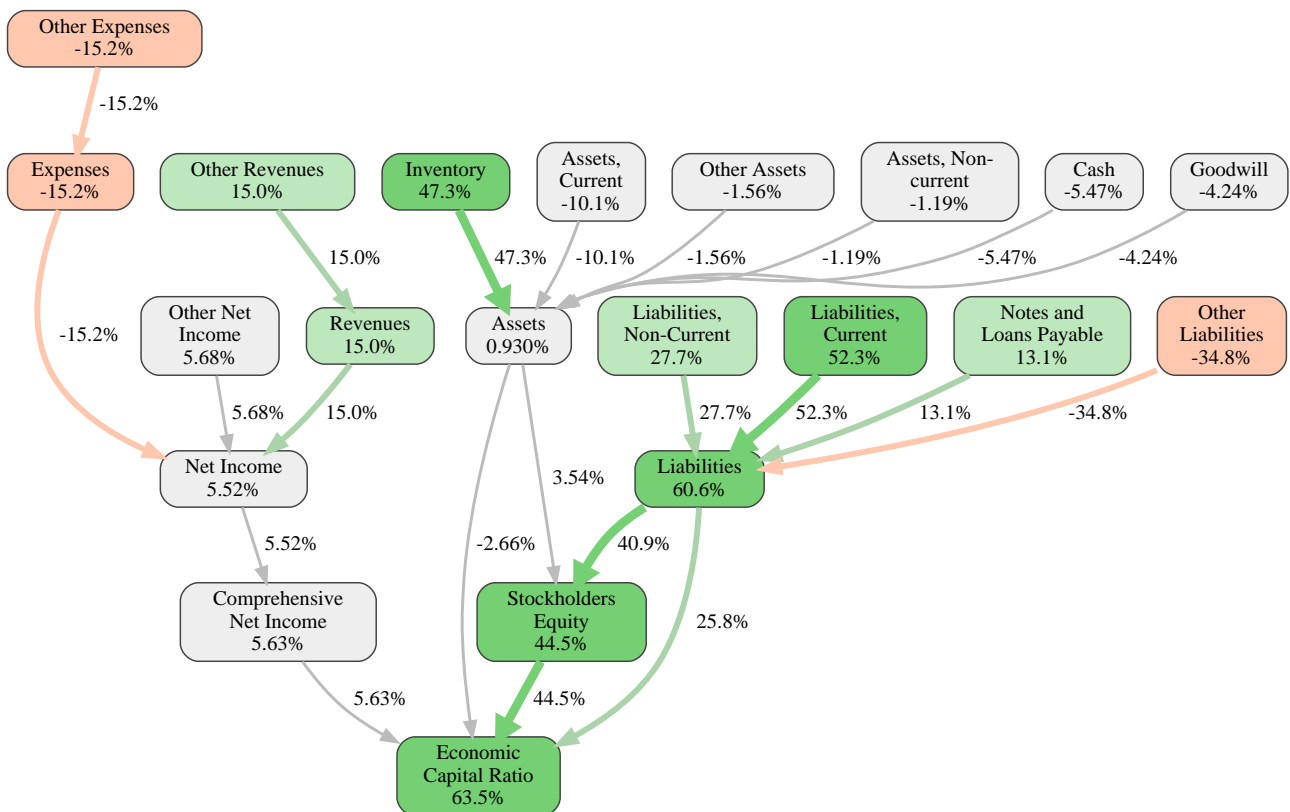 Other Expenses
-15.2%
-15.2%
Expenses
-15.2%
Other Revenues
15.0%
Inventory
47.3%
Assets,
Current
-10.1%
Other Assets
-1.56%
Assets, Non-
current
-1.19%
Cash
-5.47%
Goodwill
-4.24%
15.0%
47.3%
-10.1%
-1.56%
-1.19%
-5.47%
-4.24%
-15.2%
Other Net
Income
5.68%
Revenues
15.0%
Assets
0.930%
Liabilities,
Non-Current
27.7%
Liabilities,
Current
52.3%
Notes and
Loans Payable
13.1%
Other
Liabilities
-34.8%
5.68%
15.0%
27.7%
52.3%
13.1%
-34.8%
Net Income
5.52%
3.54%
Liabilities
60.6%
5.52%
-2.66%
40.9%
Comprehensive
Net Income
5.63%
Stockholders
Equity
44.5%
25.8%
5.63%
44.5%
Economic
Capital Ratio
63.5%